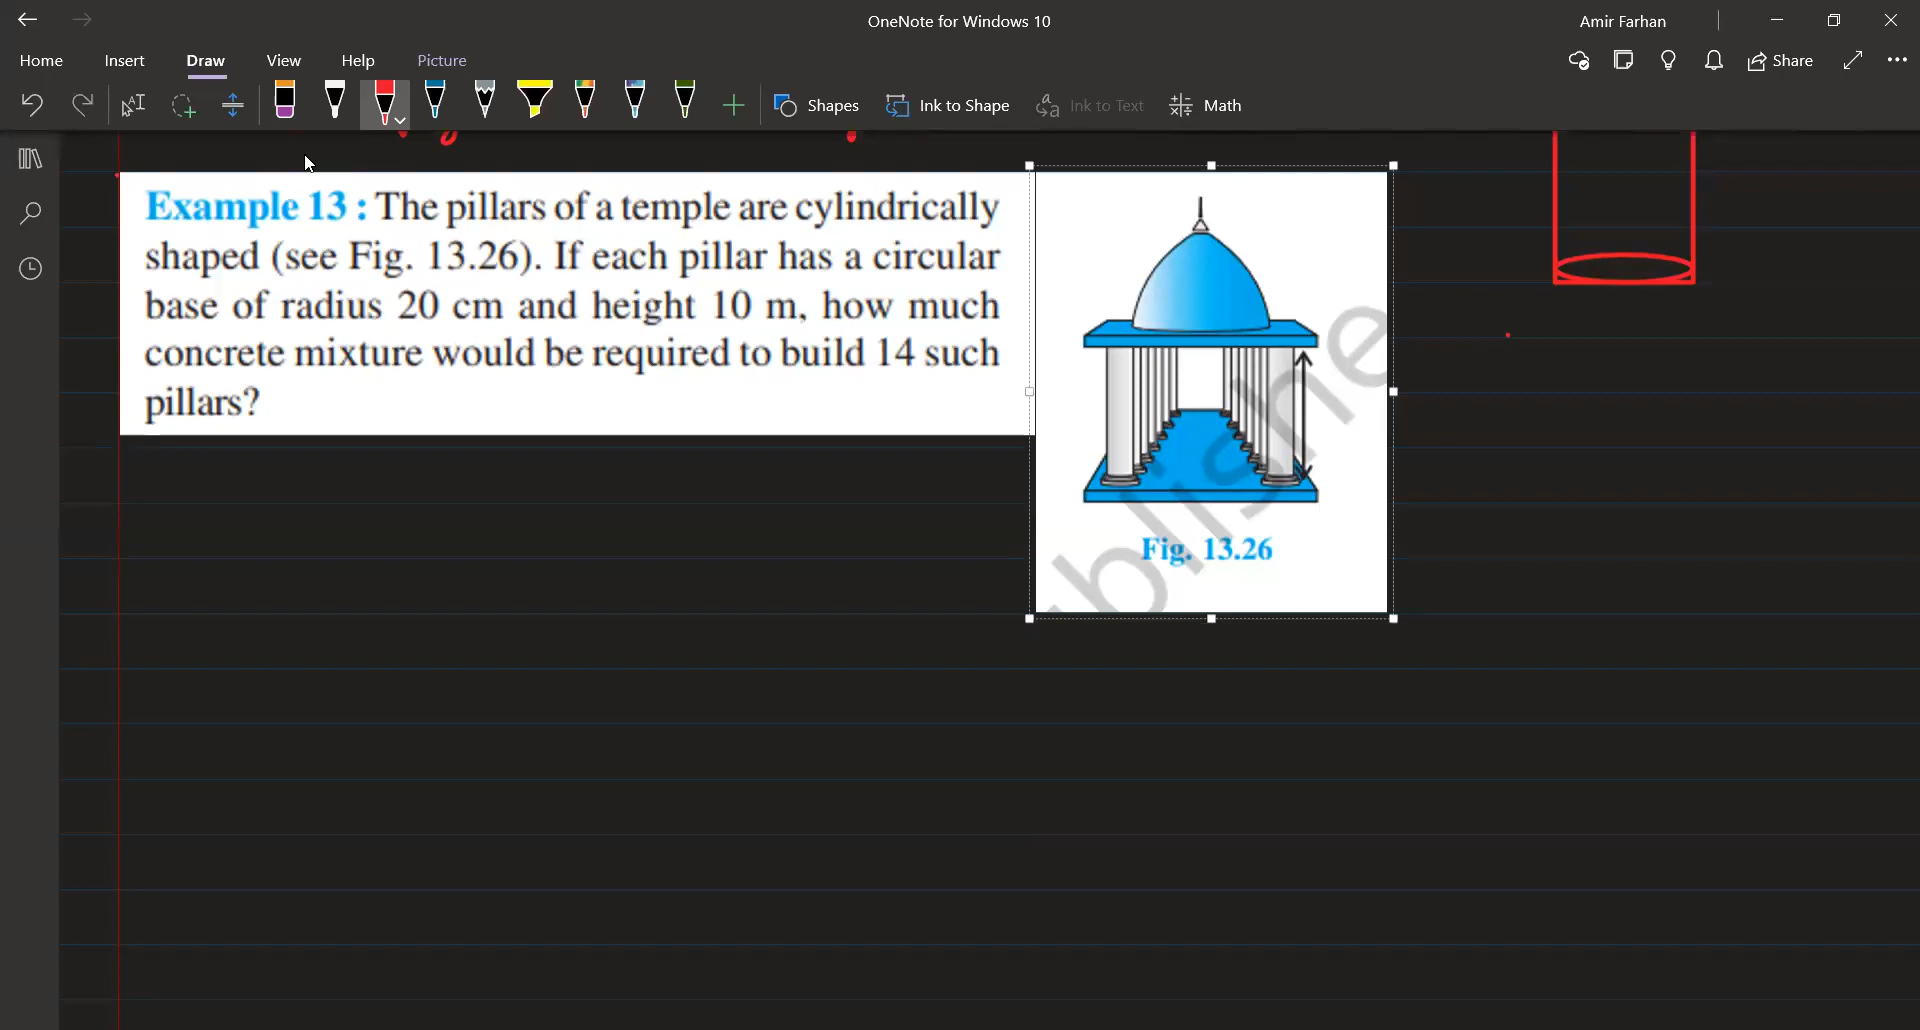 OneNote for Windows 10
Amir Farhan
Home Insert Draw View Help Picture
Share
Shapes Ink to Shape Ink to Text Math
Example 13 : The pillars of a temple are cylindrically
shaped (see Fig. 13.26). If each pillar has a circular
base of radius 20 cm and height 10 m, how much
concrete mixture would be required to build 14 such
pillars?
blishe
Fig. 13.26